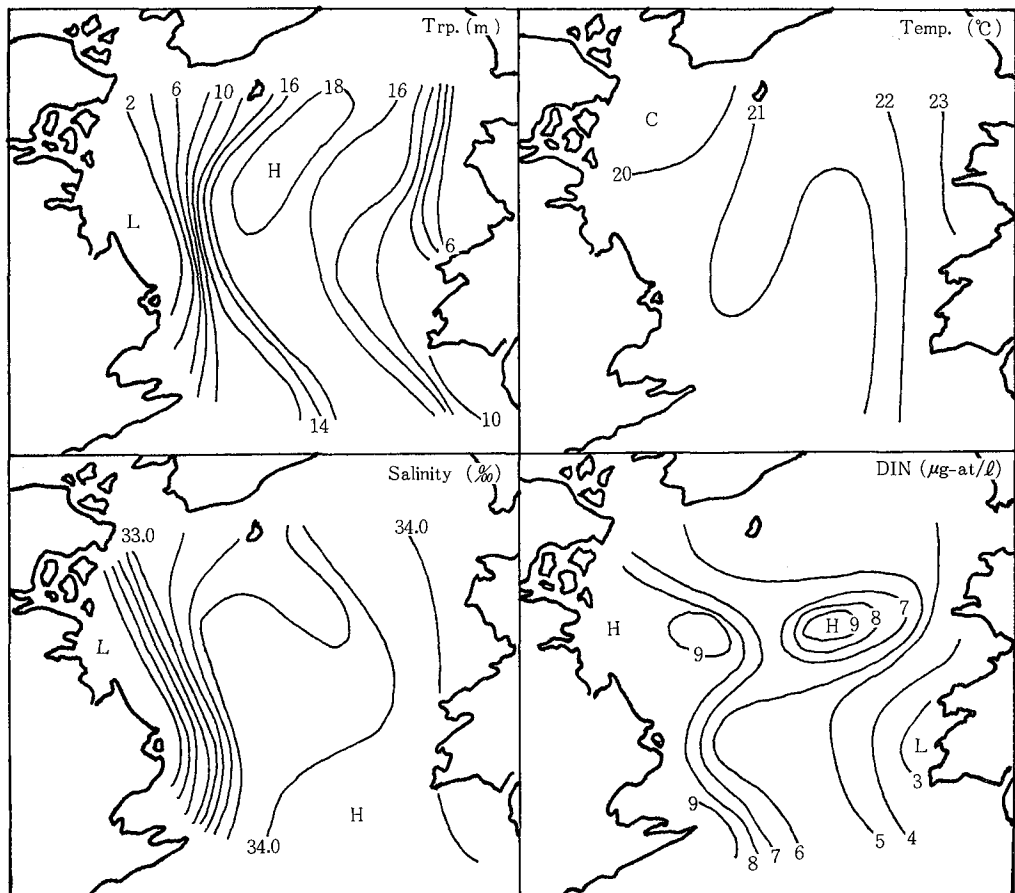 Trp. (m)
2 6 10 16 18 16
H
L
6
14
10
Temp. (℃)
C
21 22 23
20
Salinity (‰)
33.0
34.0
L
H
34.0
DIN (μg-at/ℓ)
H
9
H 9 8 7
L
3
9
8 7 6 5 4